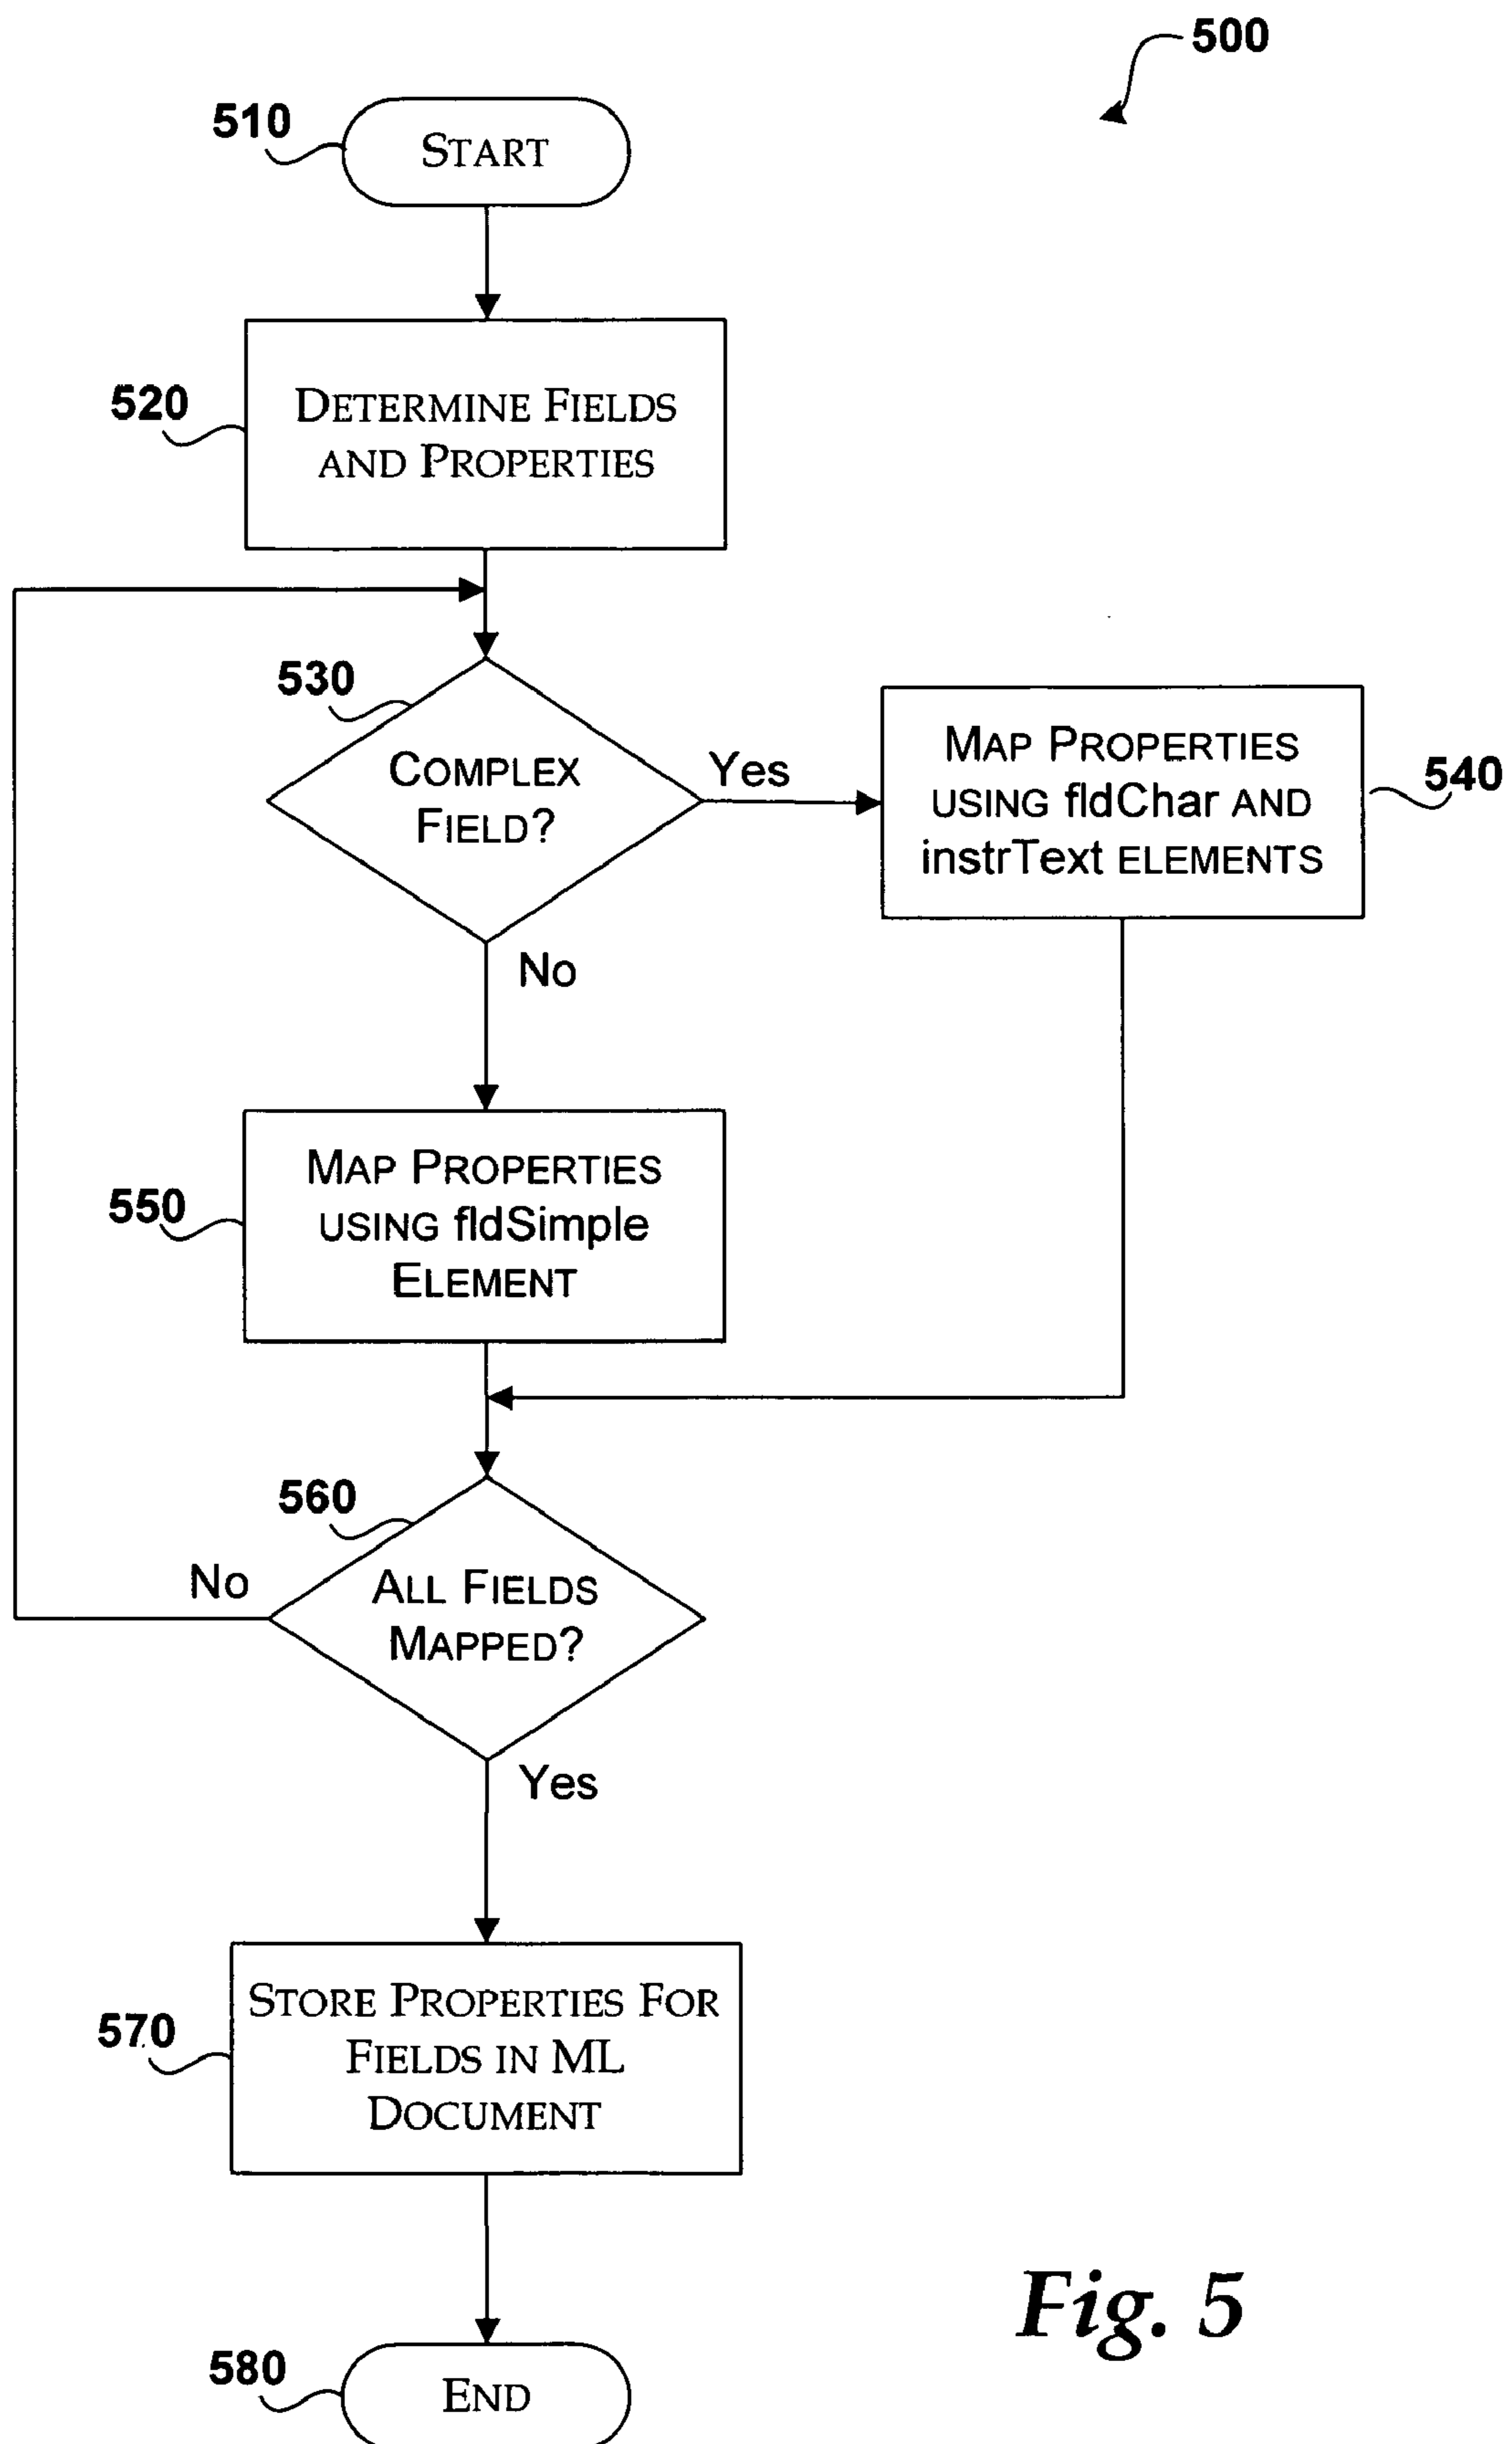 500
510
START
520
DETERMINE FIELDS
AND PROPERTIES
530
COMPLEX
FIELD?
Yes
MAP PROPERTIES
USING fldChar AND
instrText ELEMENTS
540
No
550
MAP PROPERTIES
USING fldSimple
ELEMENT
560
No
ALL FIELDS
MAPPED?
Yes
570
STORE PROPERTIES FOR
FIELDS IN ML
DOCUMENT
580
END
Fig. 5